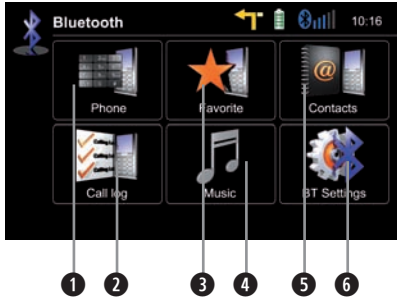 Bluetooth 10:16
Phone Favorite Contacts
Call log Music BT Settings
1 2 3 4 5 6